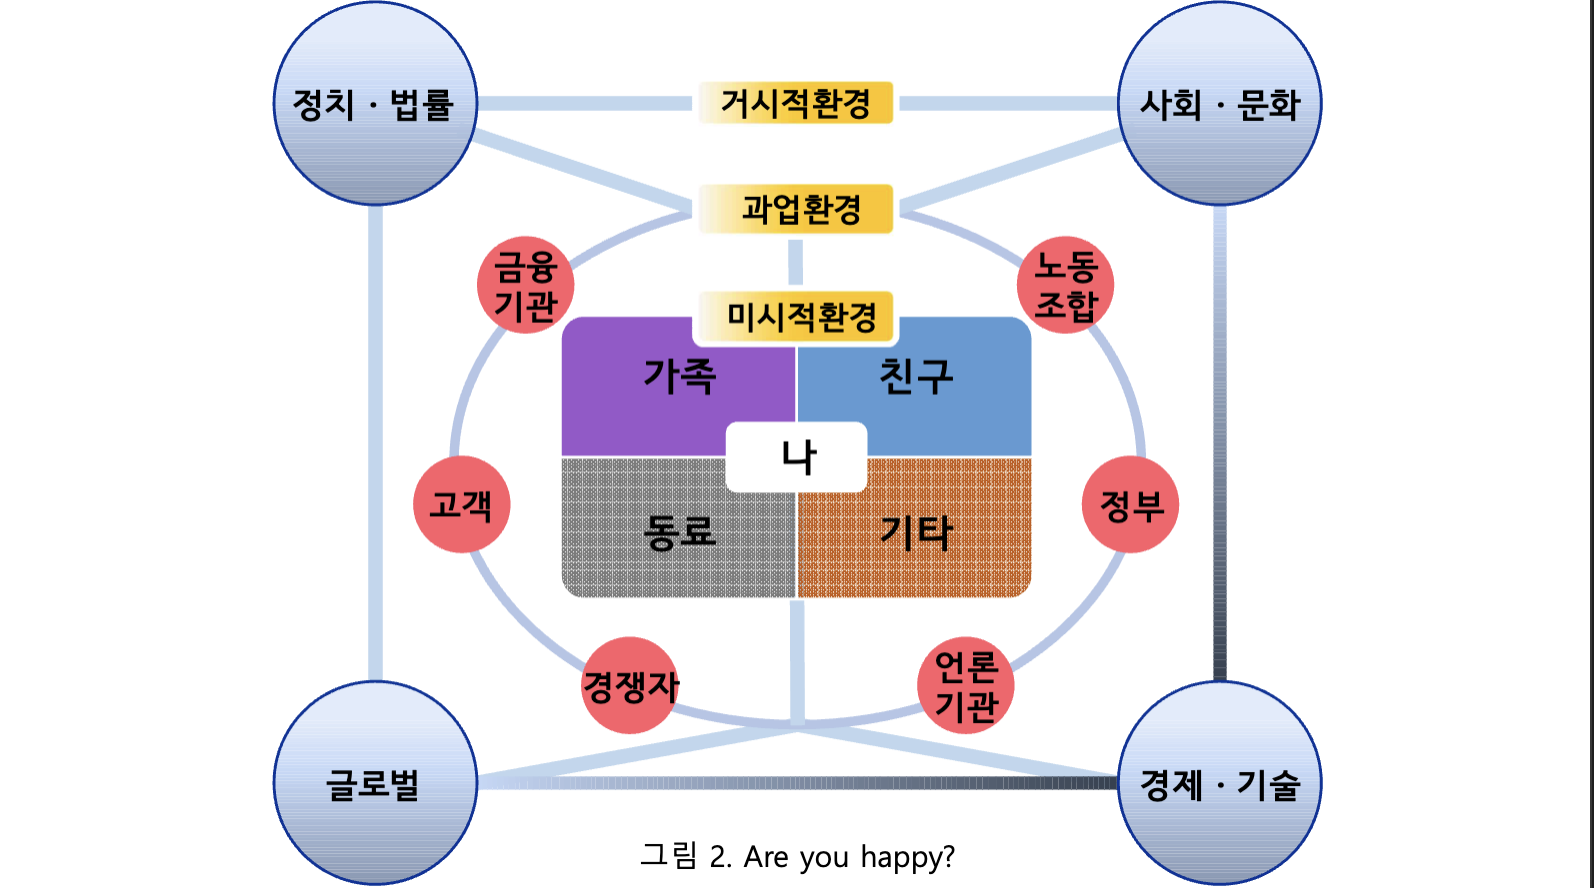 정치 · 법률
거시적환경
사회 · 문화
과업환경
금융
기관
노동
조합
미시적환경
가족
친구
나
고객
정부
동료
기타
경쟁자
언론
기관
글로벌
경제 · 기술
그림 2. Are you happy?